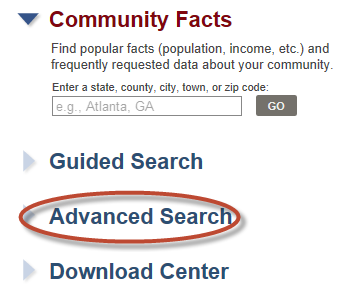 Community Facts
Find popular facts (population, income, etc.) and
frequently requested data about your community.
Enter a state, county, city, town, or zip code:
e.g., Atlanta, GA
GO
Guided Search
Advanced Search
Download Center